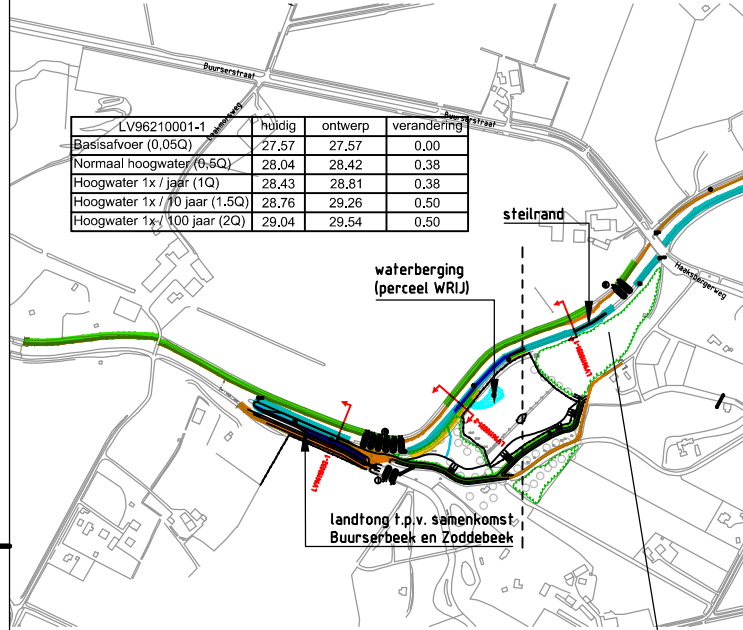 Buurserstraat
Laakmorsweg
Buurserstraat
LV96210001-1 huidig ontwerp verandering
Basisafvoer (0,05Q) 27.57 27.57 0.00
Normaal hoogwater (0,5Q) 28.04 28.42 0.38
Hoogwater 1x / jaar (1Q) 28.43 28.81 0.38
Hoogwater 1x / 10 jaar (1.5Q) 28.76 29.26 0.50
Hoogwater 1x / 100 jaar (2Q) 29.04 29.54 0.50
steilrand
Haaksbergerweg
waterberging
(perceel WRIJ)
landtong t.p.v. samenkomst
Buurserbeek en Zoddebeek